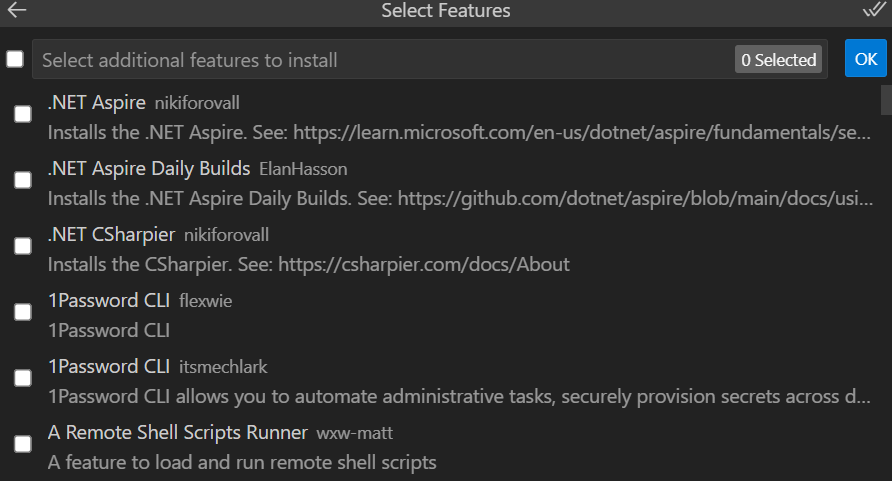 Select Features
Select additional features to install 0 Selected OK
.NET Aspire nikiforovall
Installs the .NET Aspire. See: https://learn.microsoft.com/en-us/dotnet/aspire/fundamentals/se...
.NET Aspire Daily Builds ElanHasson
Installs the .NET Aspire Daily Builds. See: https://github.com/dotnet/aspire/blob/main/docs/usi...
.NET CSharpier nikiforovall
Installs the CSharpier. See: https://csharpier.com/docs/About
1Password CLI flexwie
1Password CLI
1Password CLI itsmechlark
1Password CLI allows you to automate administrative tasks, securely provision secrets across d...
A Remote Shell Scripts Runner wxw-matt
A feature to load and run remote shell scripts